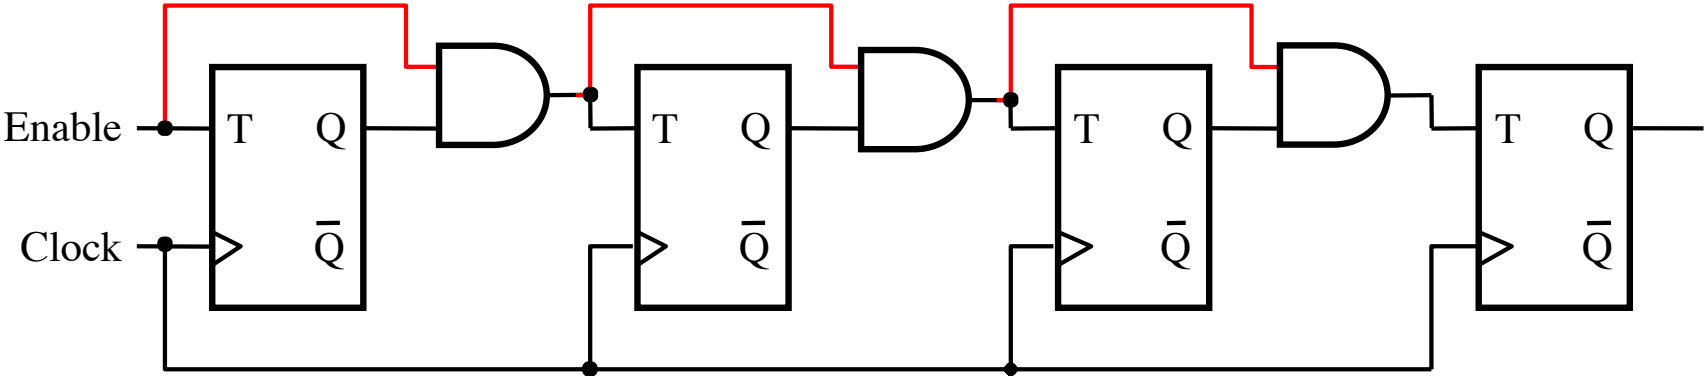 Enable T Q T Q T Q T Q
Clock Q̅ Q̅ Q̅ Q̅